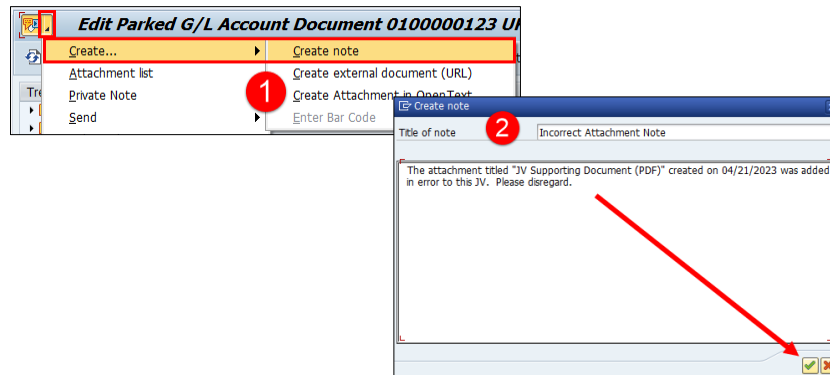 Edit Parked G/L Account Document 0100000123
Create...
Create note
Attachment list
Create external document (URL)
Private Note
Create Attachment in OpenText
Send
Enter Bar Code
1
Create note
2
Title of note
Incorrect Attachment Note
The attachment titled "JV Supporting Document (PDF)" created on 04/21/2023 was added
in error to this JV. Please disregard.